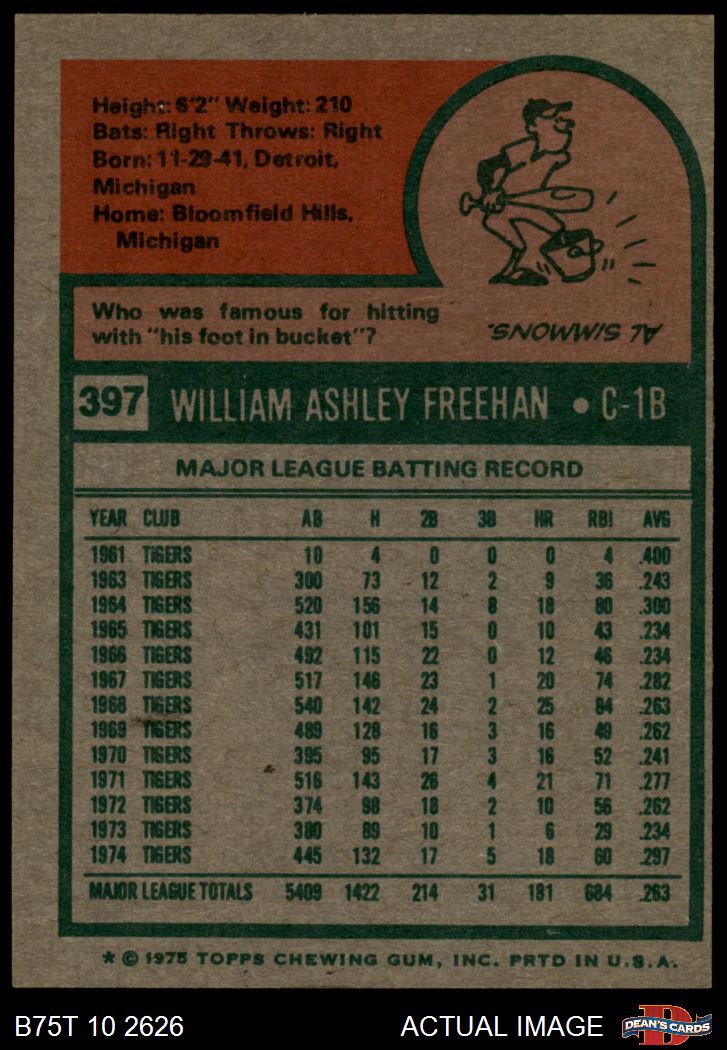 Height: 6'2" Weight: 210
Bats: Right Throws: Right
Born: 11-29-41, Detroit,
Michigan
Home: Bloomfield Hills,
Michigan
Who was famous for hitting
with "his foot in bucket"?
AL SIMMONS.
397 WILLIAM ASHLEY FREEHAN • C-1B
MAJOR LEAGUE BATTING RECORD
YEAR CLUB AB H 2B 3B HR RBI AVG
1961 TIGERS 10 4 0 0 0 4 .400
1963 TIGERS 300 73 12 2 9 36 .243
1964 TIGERS 520 156 14 8 18 80 .300
1965 TIGERS 431 101 15 0 10 43 .234
1966 TIGERS 492 115 22 0 12 46 .234
1967 TIGERS 517 146 23 1 20 74 .282
1968 TIGERS 540 142 24 2 25 84 .263
1969 TIGERS 489 128 16 3 16 49 .262
1970 TIGERS 395 95 17 3 16 52 .241
1971 TIGERS 516 143 26 4 21 71 .277
1972 TIGERS 374 98 18 2 10 56 .262
1973 TIGERS 380 89 10 1 6 29 .234
1974 TIGERS 445 132 17 5 18 60 .297
MAJOR LEAGUE TOTALS 5409 1422 214 31 181 684 .263
* © 1975 TOPPS CHEWING GUM, INC. PRTD IN U.S.A.
B75T 10 2626 ACTUAL IMAGE DEAN'S CARDS